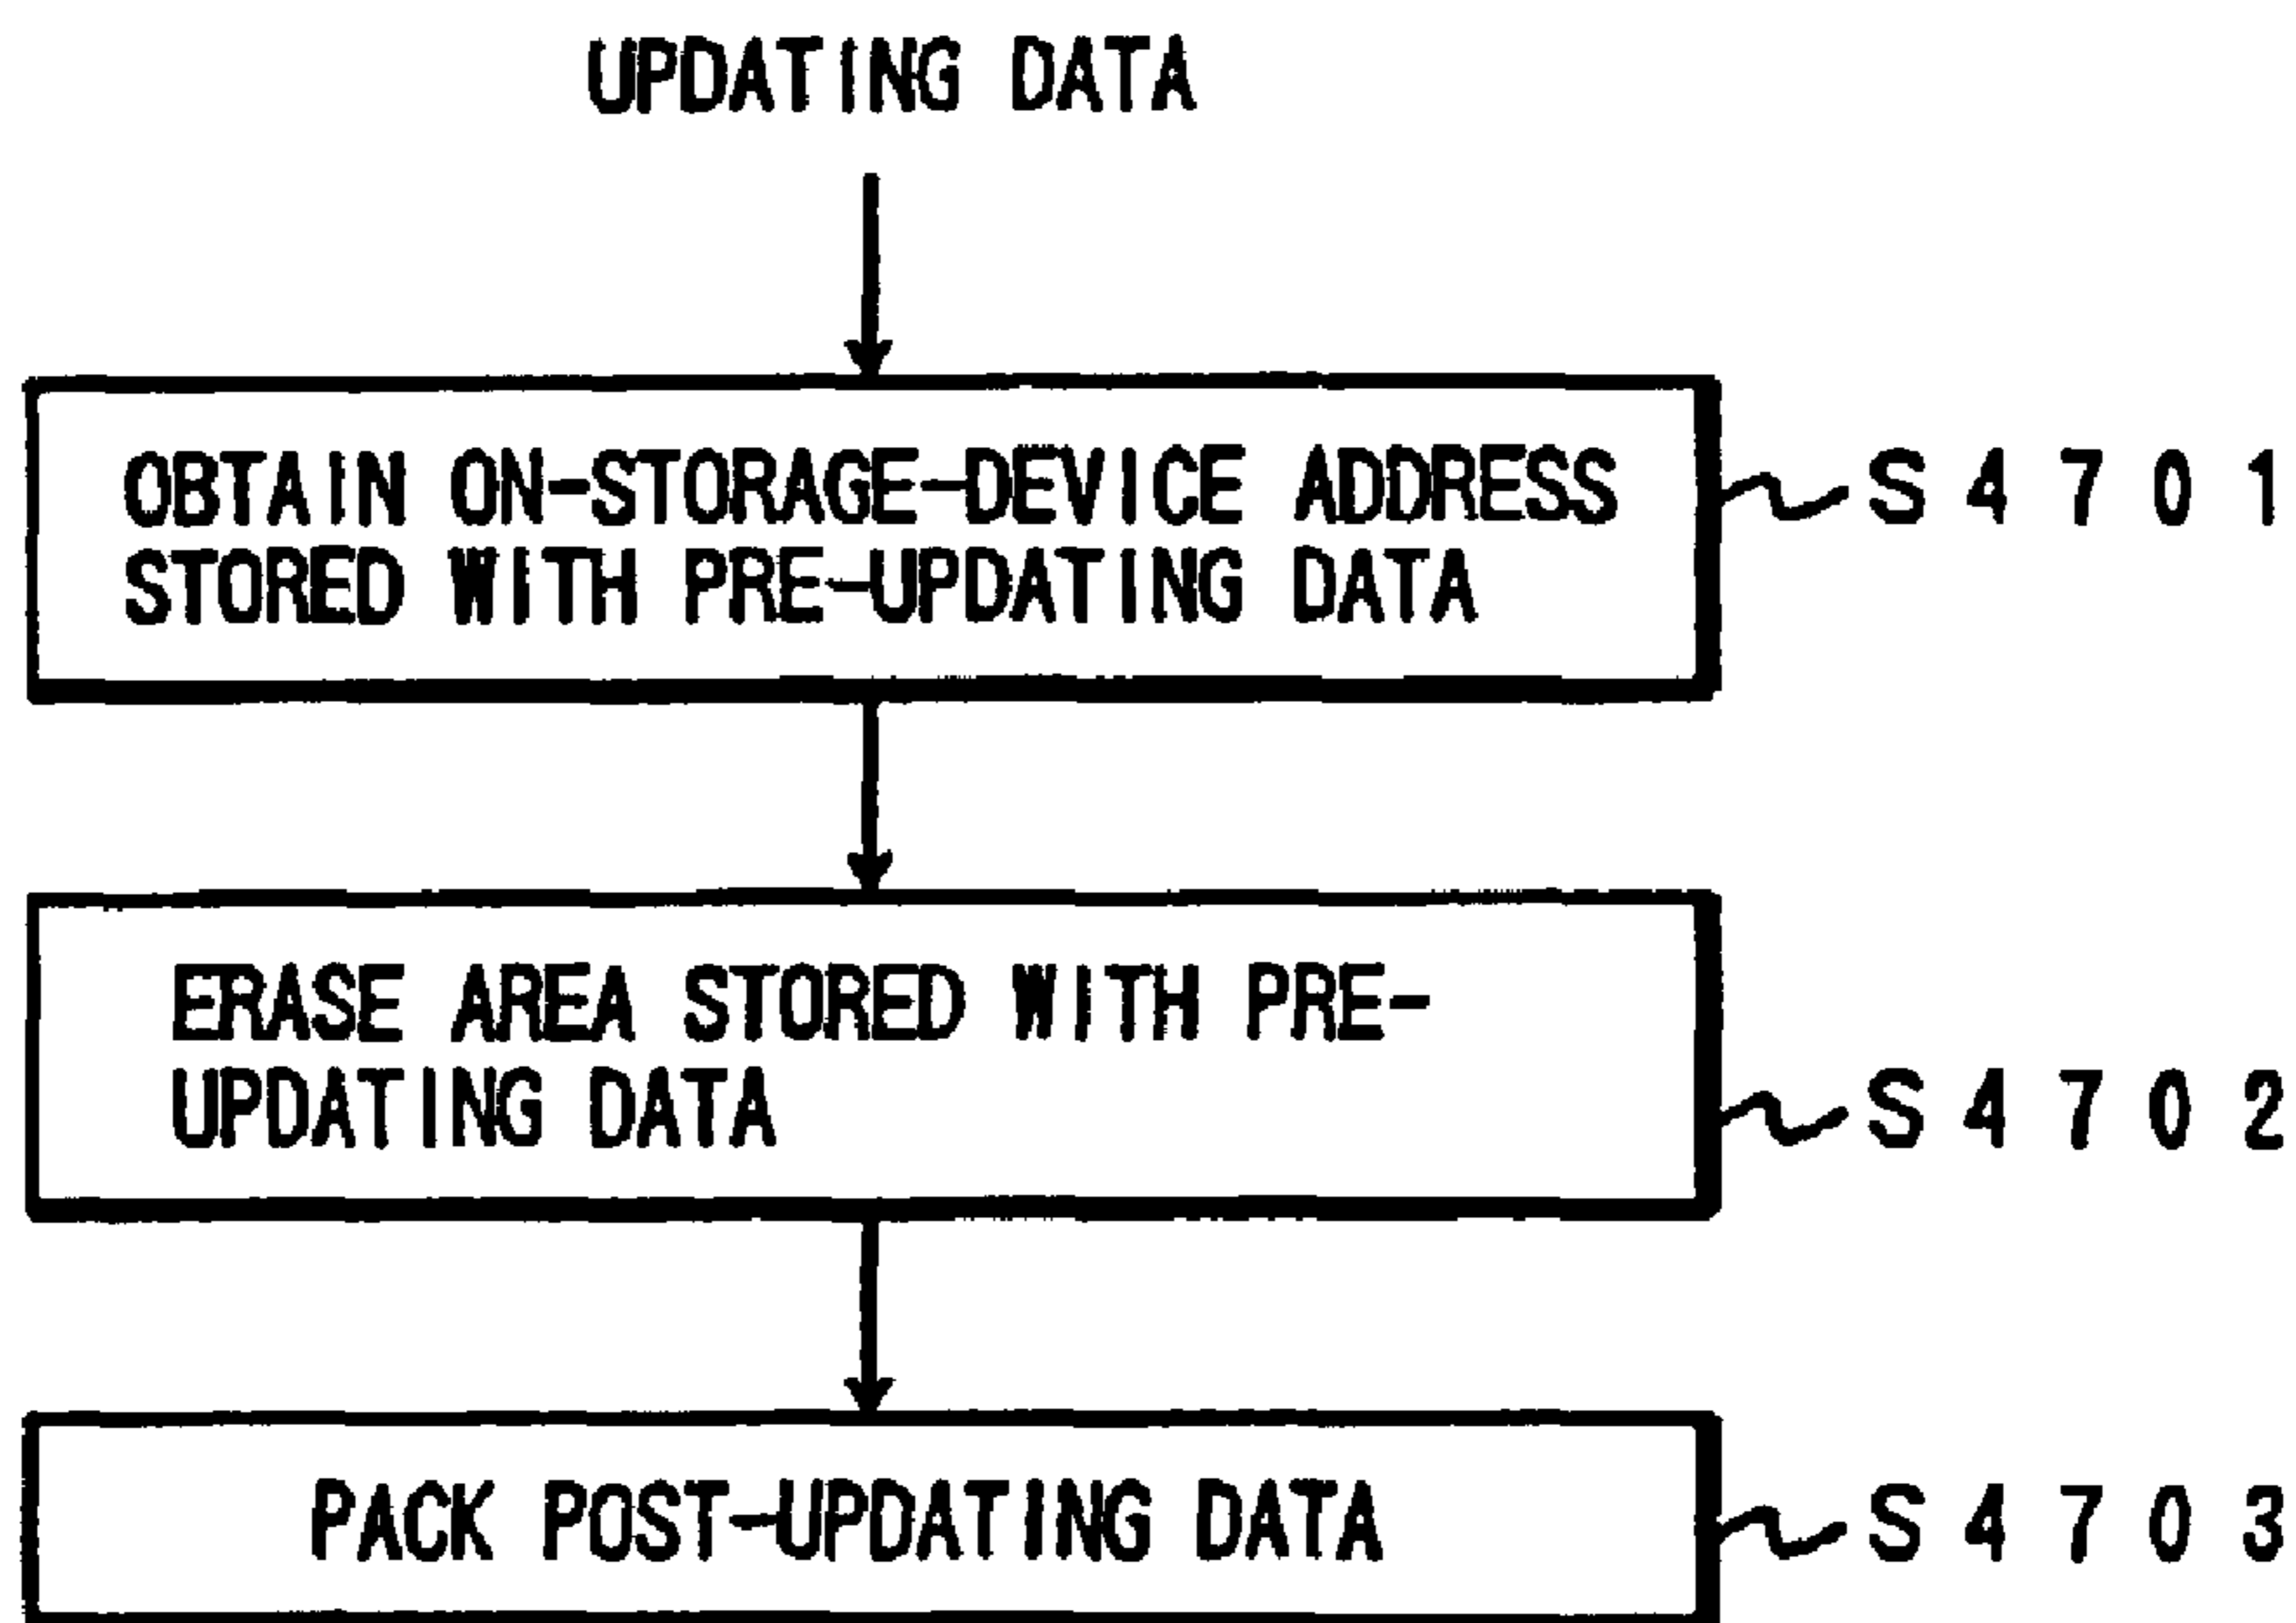 UPDATING DATA
OBTAIN ON-STORAGE-DEVICE ADDRESS
STORED WITH PRE-UPDATING DATA
S4701
ERASE AREA STORED WITH PRE-
UPDATING DATA
S4702
PACK POST-UPDATING DATA
S4703